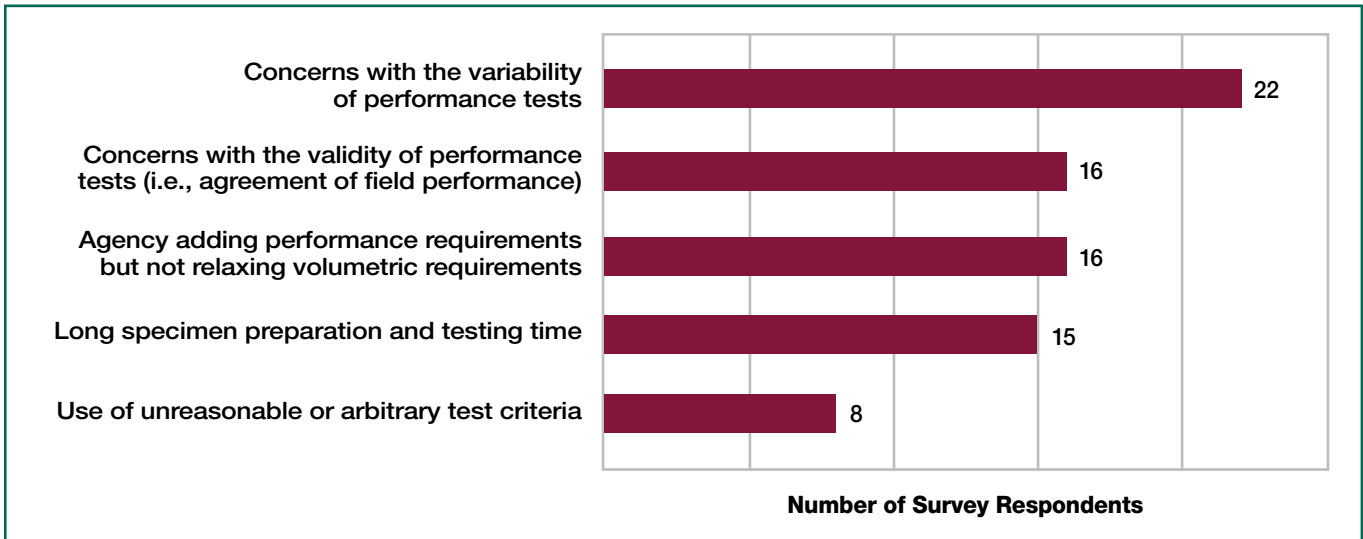 Concerns with the variability
of performance tests
22
Concerns with the validity of performance
tests (i.e., agreement of field performance)
16
Agency adding performance requirements
but not relaxing volumetric requirements
16
Long specimen preparation and testing time
15
Use of unreasonable or arbitrary test criteria
8
Number of Survey Respondents